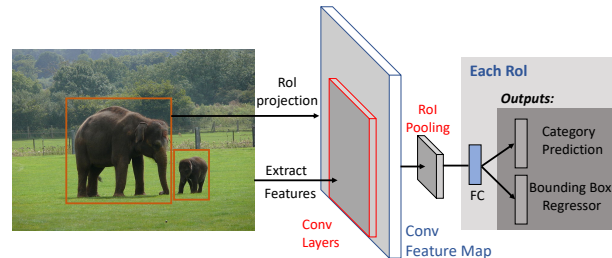 RoI
projection
Extract
Features
Conv
Layers
Conv
Feature Map
RoI
Pooling
FC
Each RoI
Outputs:
Category
Prediction
Bounding Box
Regressor